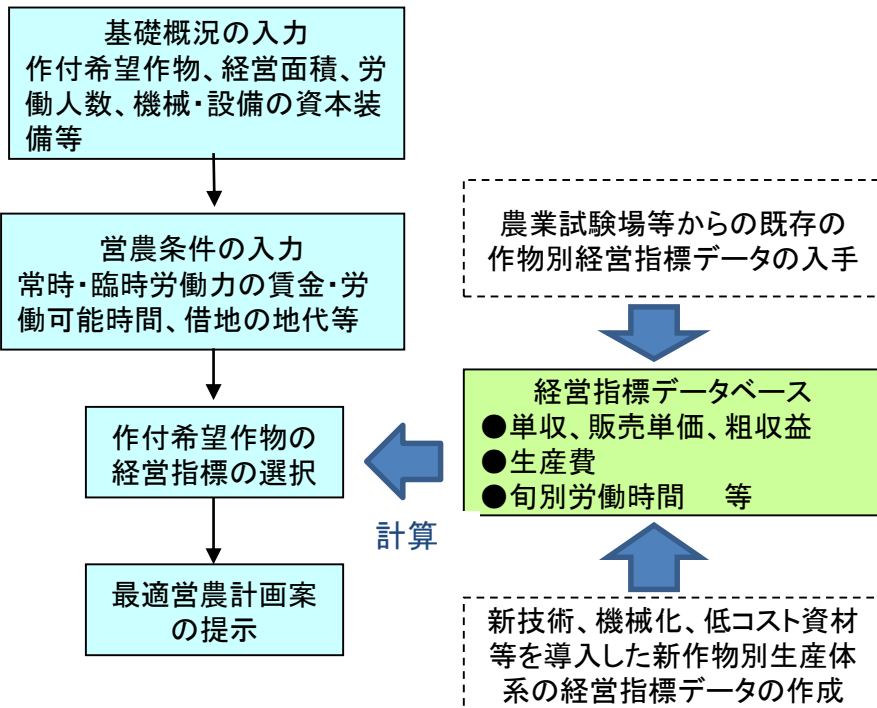 基礎概況の入力
作付希望作物、経営面積、労
働人数、機械・設備の資本装
備等
営農条件の入力
常時・臨時労働力の賃金・労
働可能時間、借地の地代等
作付希望作物の
経営指標の選択
最適営農計画案
の提示
農業試験場等からの既存の
作物別経営指標データの入手
経営指標データベース
●単収、販売単価、粗収益
●生産費
●旬別労働時間　等
計算
新技術、機械化、低コスト資材
等を導入した新作物別生産体
系の経営指標データの作成